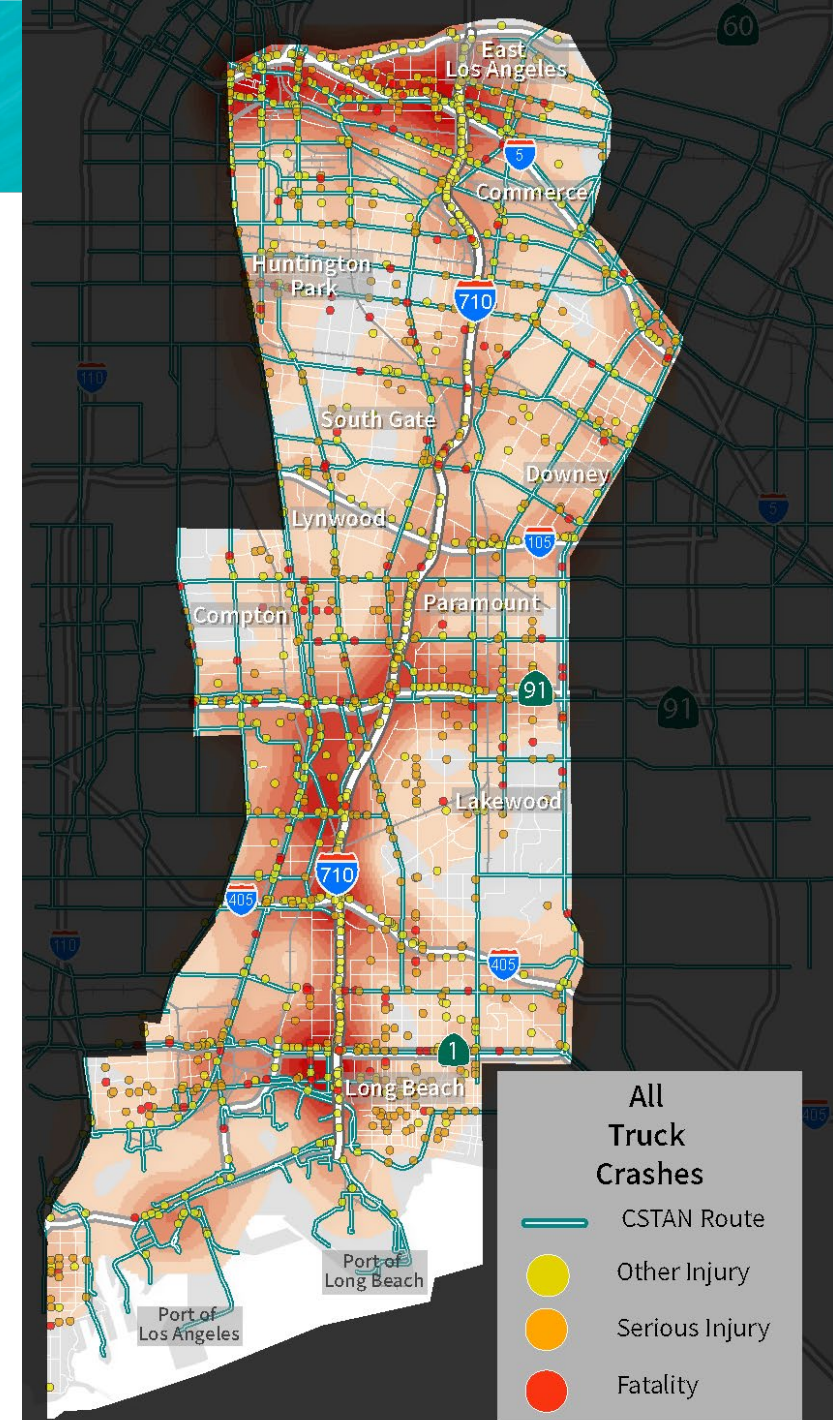 60
East
Los Angeles
5
Commerce
Huntington
Park
710
110
South Gate
Downey
5
Lynwood
105
Compton
Paramount
91
91
Lakewood
710
405
110
405
1
Long Beach
405
Port of
Long Beach
Port of
Los Angeles
All
Truck
Crashes
CSTAN Route
Other Injury
Serious Injury
Fatality